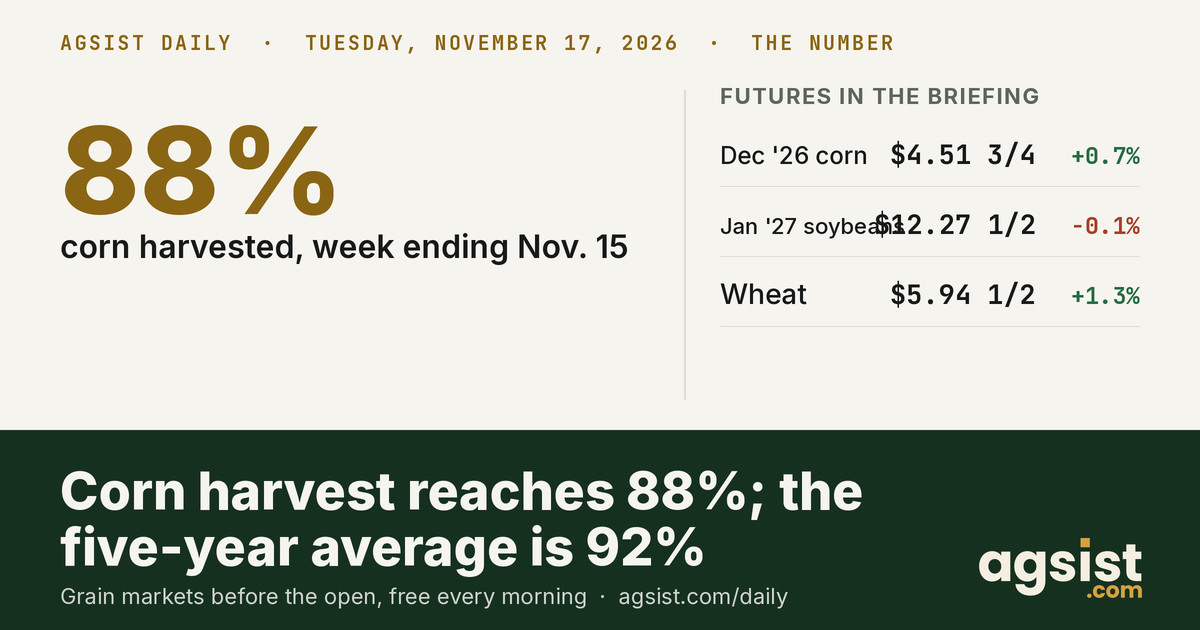 AGSIST DAILY · TUESDAY, NOVEMBER 17, 2026 · THE NUMBER
88%
corn harvested, week ending Nov. 15
FUTURES IN THE BRIEFING
Dec '26 corn $4.51 3/4 +0.7%
Jan '27 soybeans $12.27 1/2 -0.1%
Wheat $5.94 1/2 +1.3%
Corn harvest reaches 88%; the
five-year average is 92%
Grain markets before the open, free every morning · agsist.com/daily
agsist
.com